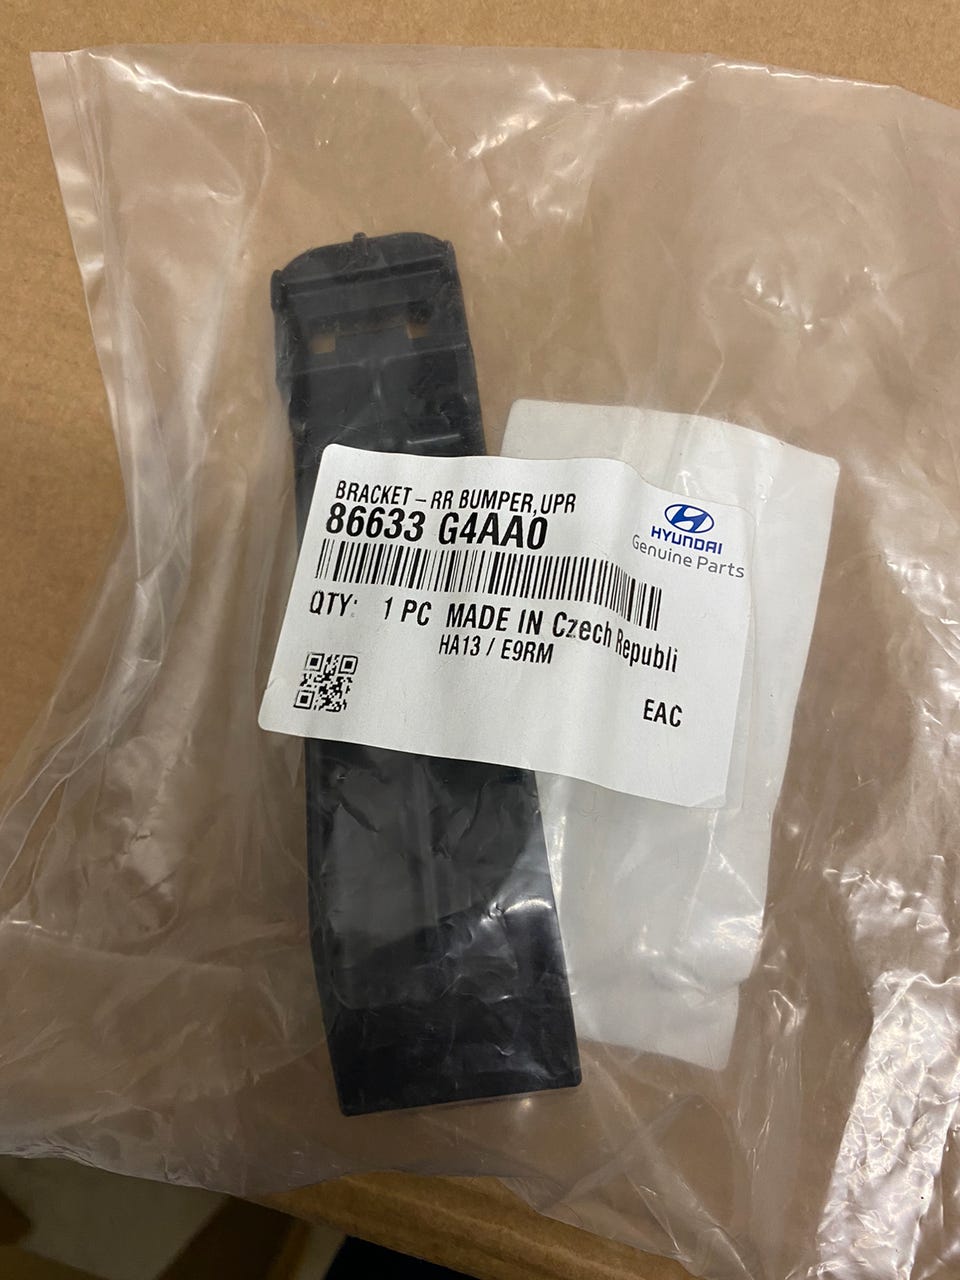 BRACKET – RR BUMPER, UPR
86633 G4AA0
HYUNDAI
Genuine Parts
QTY: 1 PC MADE IN Czech Republi
HA13 / E9RM
EAC